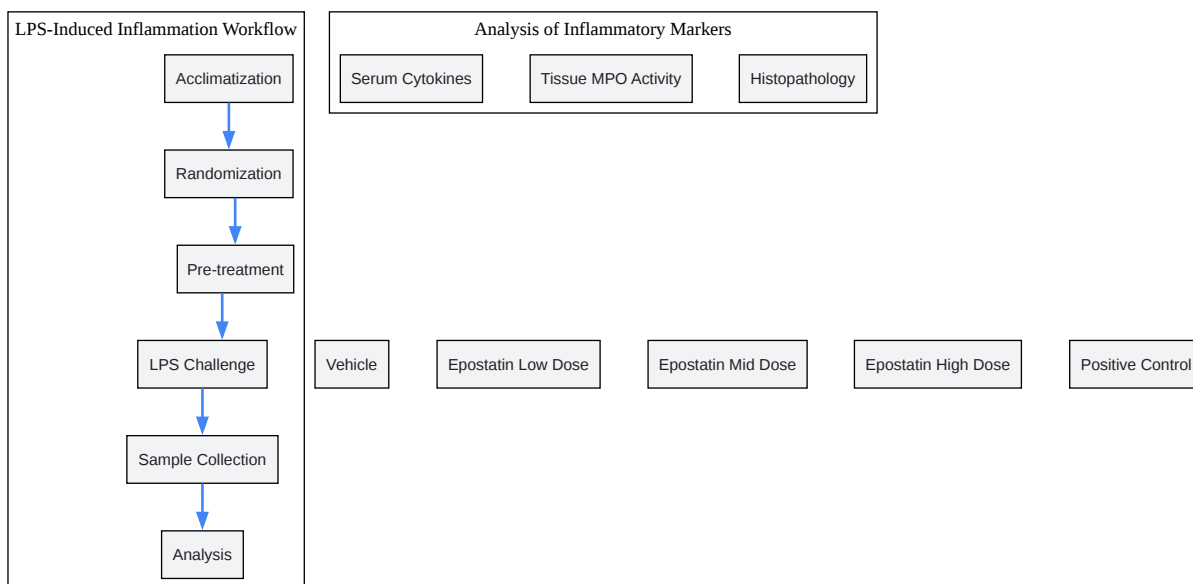 LPS-Induced Inflammation Workflow
Acclimatization
Randomization
Pre-treatment
LPS Challenge
Sample Collection
Analysis
Analysis of Inflammatory Markers
Serum Cytokines
Tissue MPO Activity
Histopathology
Vehicle
Epostatin Low Dose
Epostatin Mid Dose
Epostatin High Dose
Positive Control